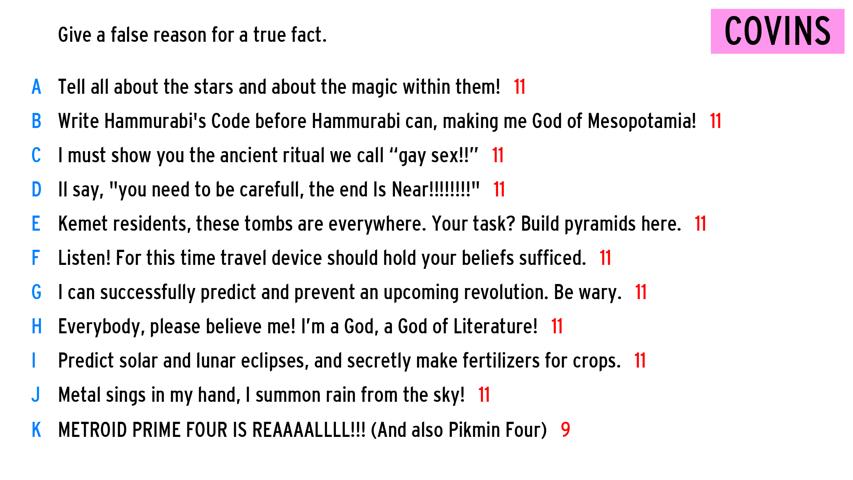 Give a false reason for a true fact.
COVINS
A Tell all about the stars and about the magic within them! 11
B Write Hammurabi's Code before Hammurabi can, making me God of Mesopotamia! 11
C I must show you the ancient ritual we call “gay sex!!” 11
D Il say, "you need to be carefull, the end Is Near!!!!!!!!" 11
E Kemet residents, these tombs are everywhere. Your task? Build pyramids here. 11
F Listen! For this time travel device should hold your beliefs sufficed. 11
G I can successfully predict and prevent an upcoming revolution. Be wary. 11
H Everybody, please believe me! I'm a God, a God of Literature! 11
I Predict solar and lunar eclipses, and secretly make fertilizers for crops. 11
J Metal sings in my hand, I summon rain from the sky! 11
K METROID PRIME FOUR IS REAAAALLLL!!! (And also Pikmin Four) 9